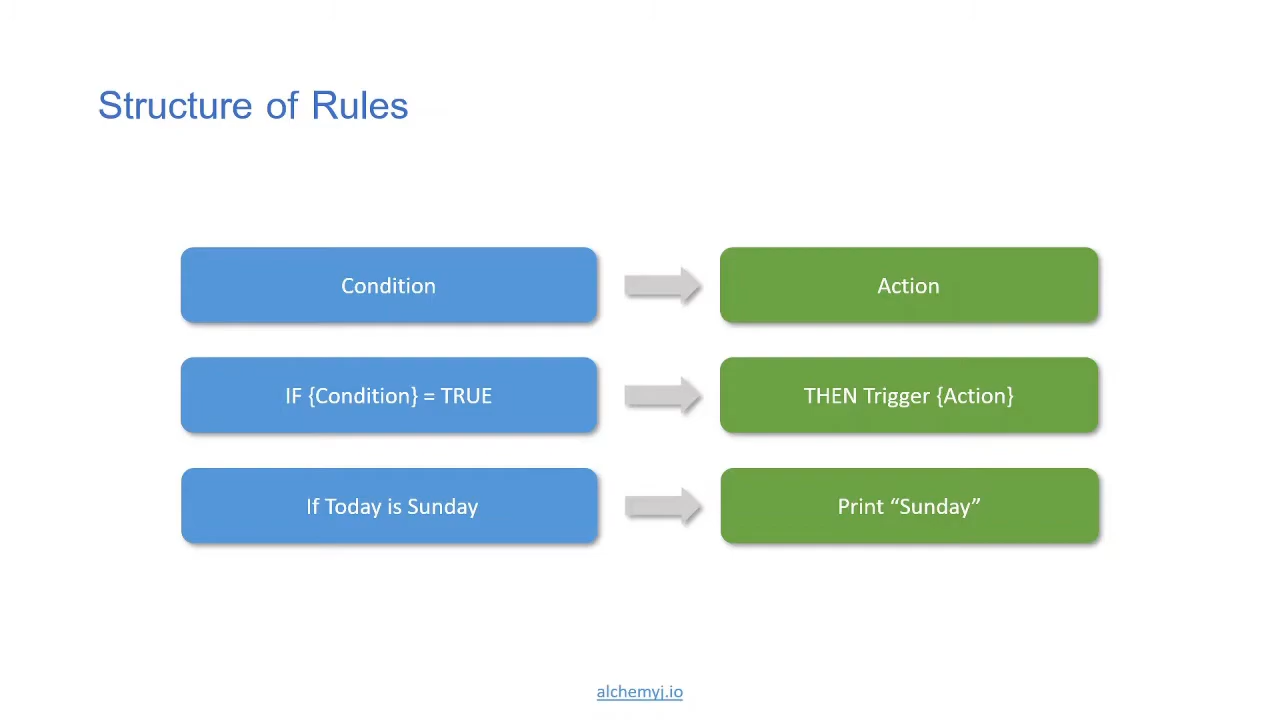 Structure of Rules
Condition
Action
IF {Condition} = TRUE
THEN Trigger {Action}
If Today is Sunday
Print “Sunday”
alchemyj.io